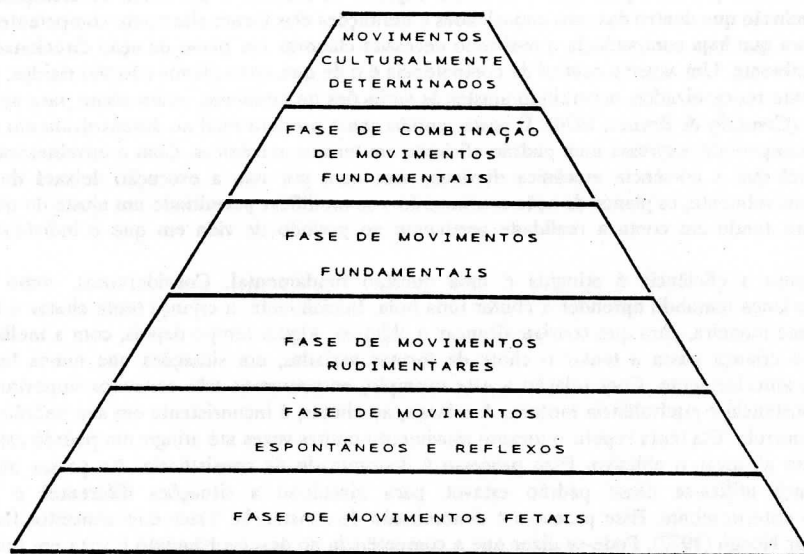 MOVIMENTOS
CULTURALMENTE
DETERMINADOS
FASE DE COMBINAÇÃO
DE MOVIMENTOS
FUNDAMENTAIS
FASE DE MOVIMENTOS
FUNDAMENTAIS
FASE DE MOVIMENTOS
RUDIMENTARES
FASE DE MOVIMENTOS
ESPONTÂNEOS E REFLEXOS
FASE DE MOVIMENTOS FETAIS